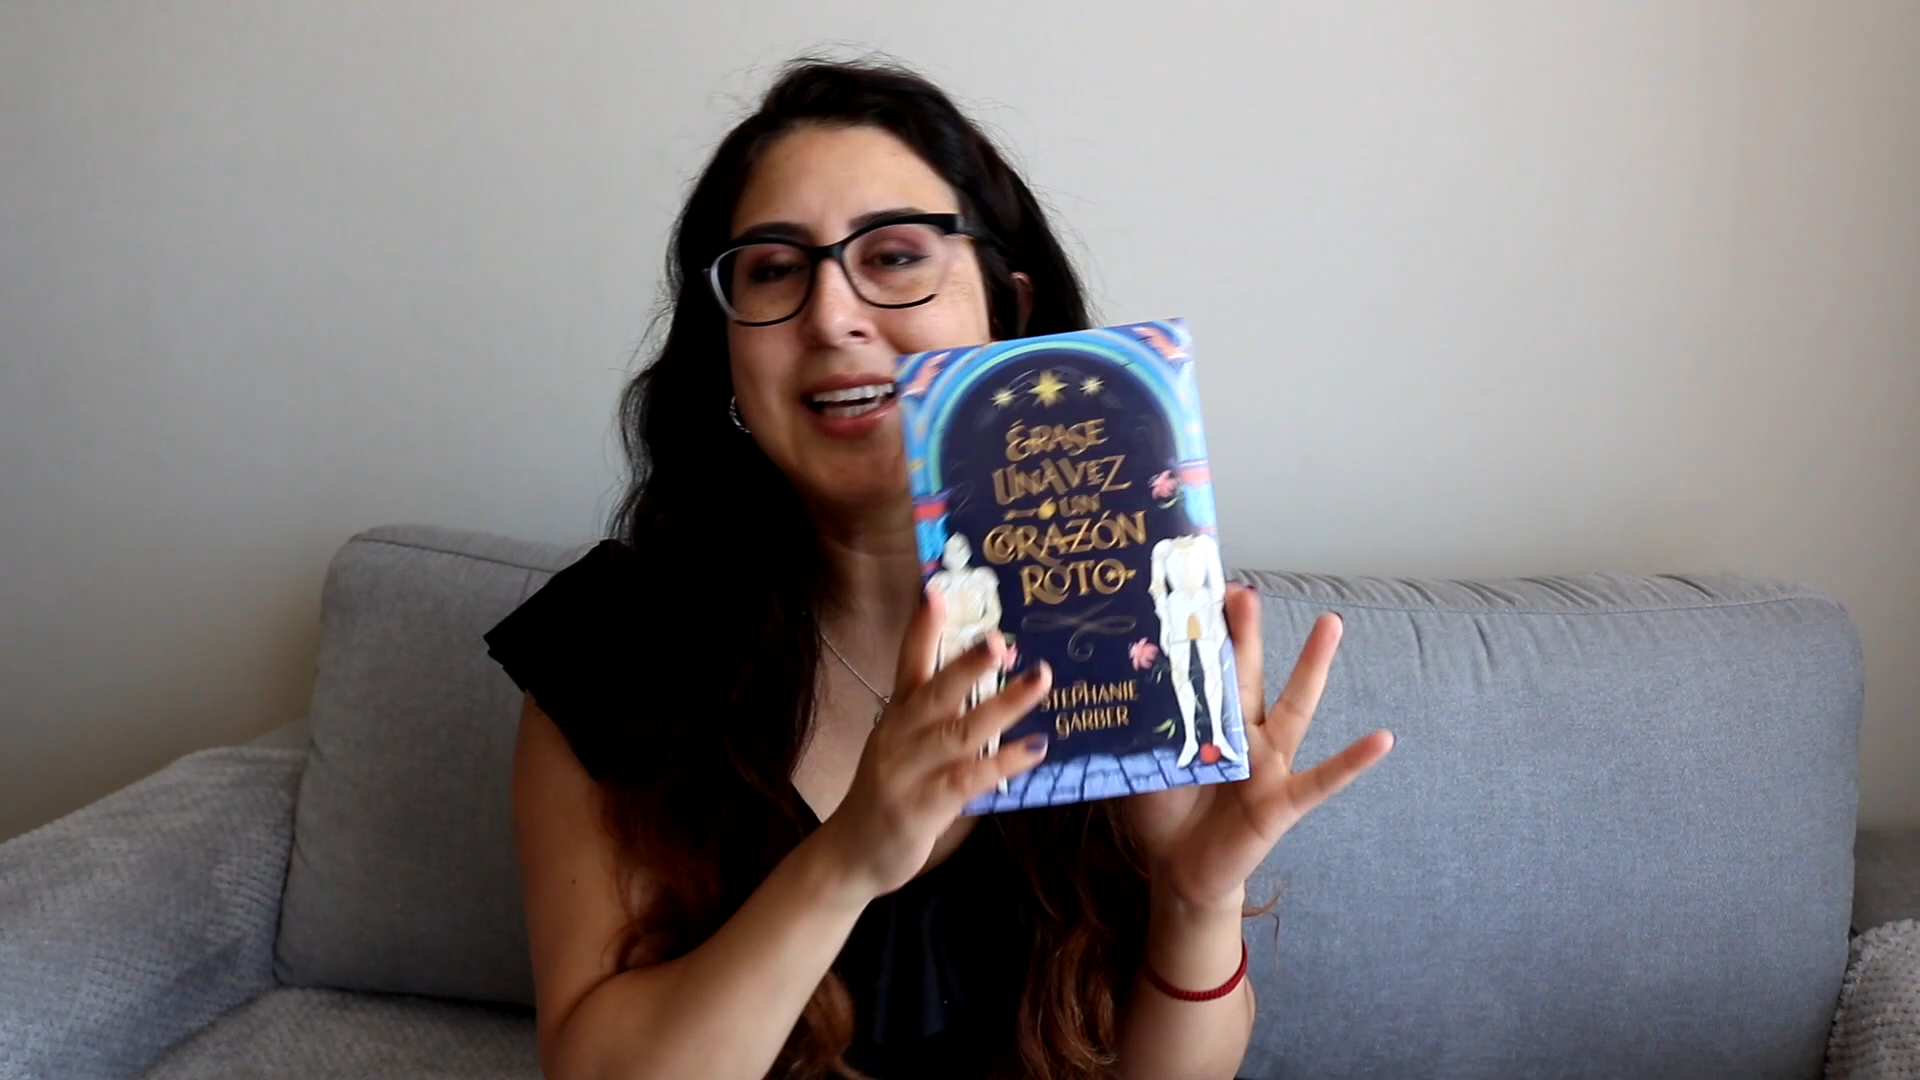 ÉRASE
UNA VEZ
UN
CORAZÓN
ROTO
STEPHANIE
GARBER